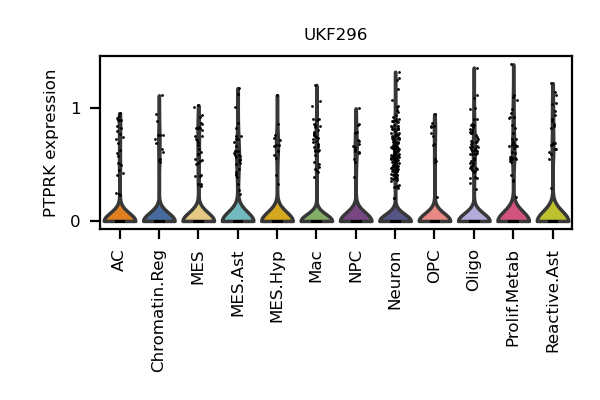 UKF296
PTPRK expression
1
0
AC
Chromatin.Reg
MES
MES.Ast
MES.Hyp
Mac
NPC
Neuron
OPC
Oligo
Prolif.Metab
Reactive.Ast